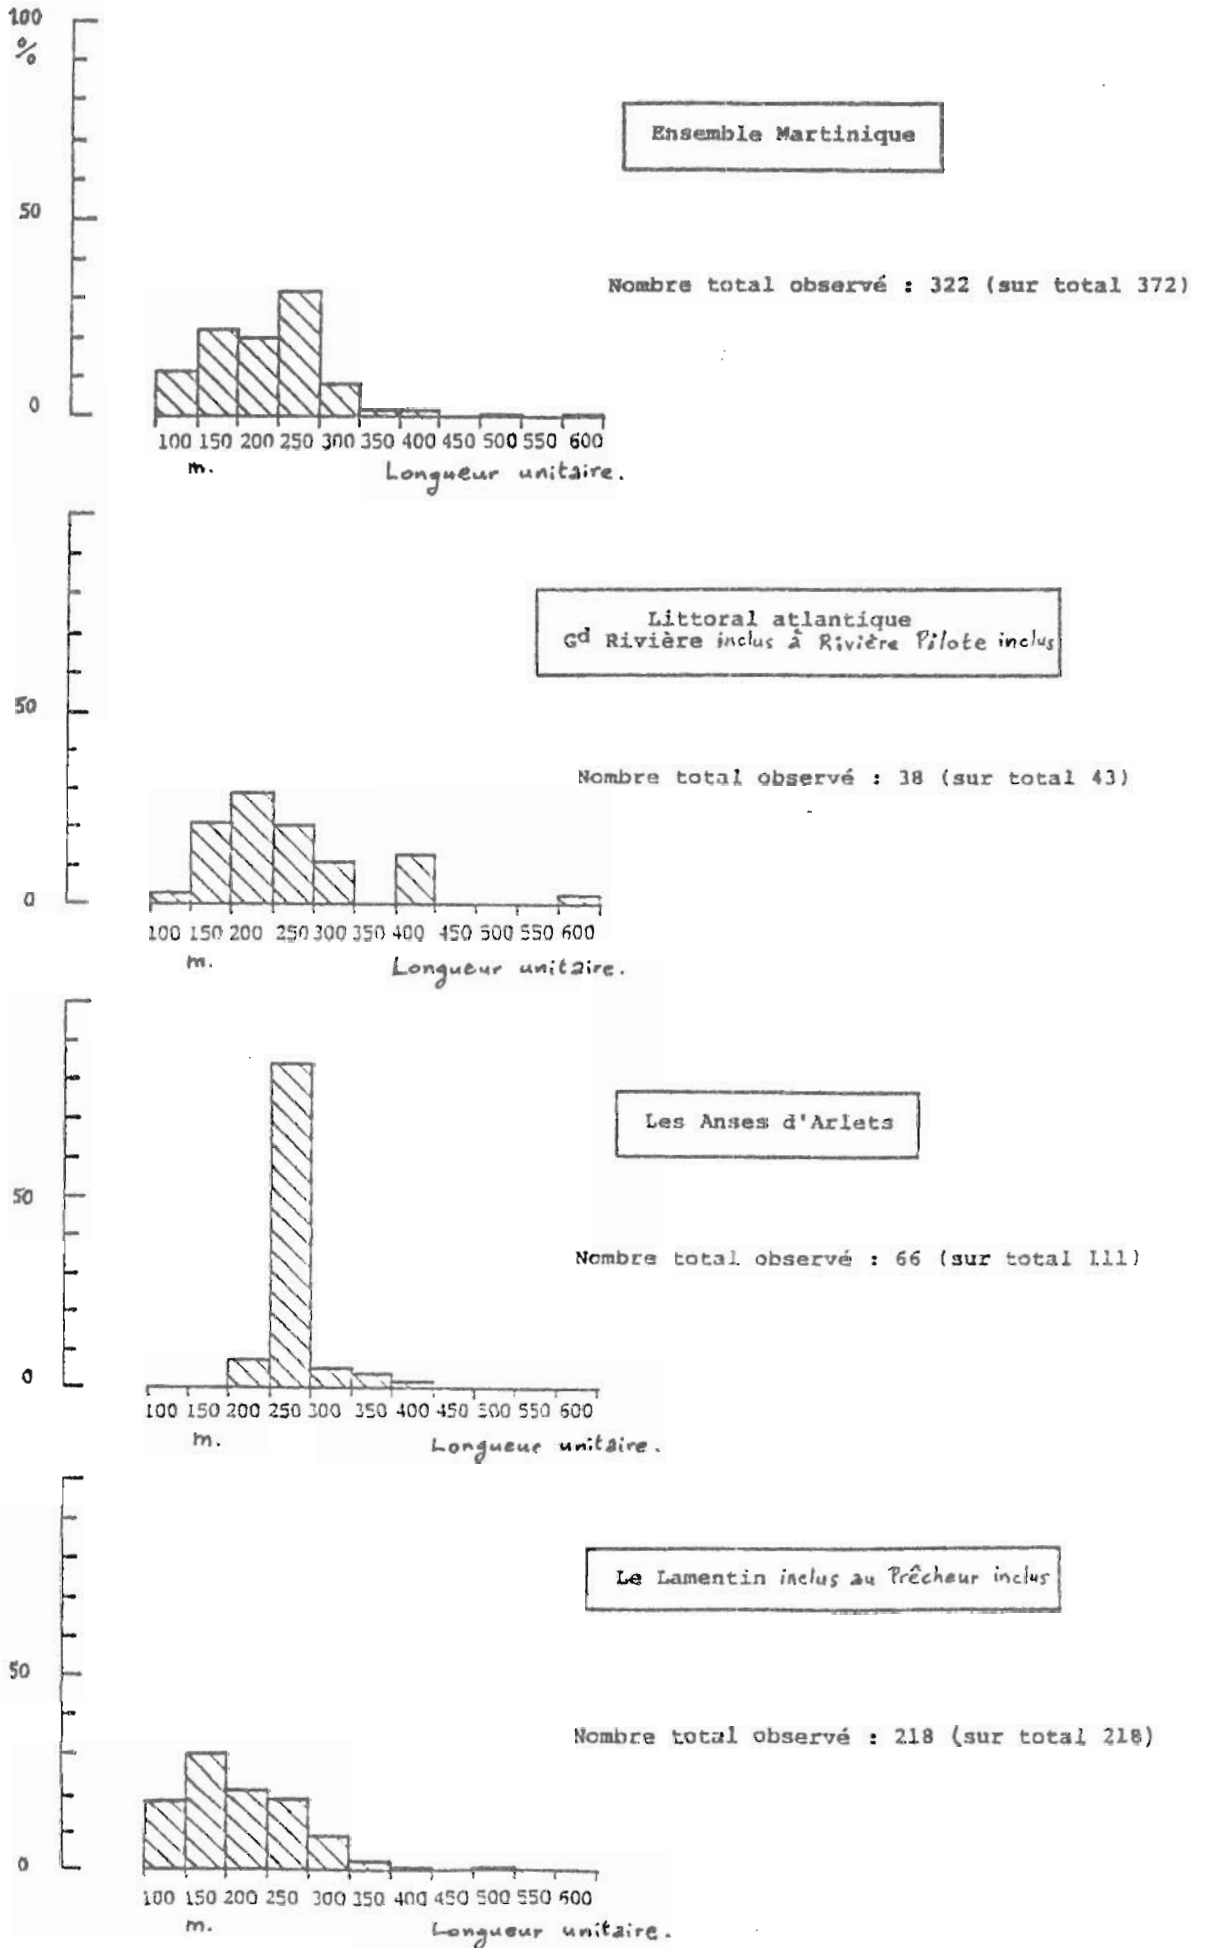 100
%
Ensemble Martinique
50
Nombre total observé : 322 (sur total 372)
0
100 150 200 250 300 350 400 450 500 550 600
m. Longueur unitaire.
Littoral atlantique
Gd Rivière inclus à Rivière Pilote inclus
50
Nombre total observé : 38 (sur total 43)
0
100 150 200 250 300 350 400 450 500 550 600
m. Longueur unitaire.
Les Anses d'Arlets
50
Nombre total observé : 66 (sur total 111)
0
100 150 200 250 300 350 400 450 500 550 600
m. Longueur unitaire.
Le Lamentin inclus au Prêcheur inclus
50
Nombre total observé : 218 (sur total 218)
0
100 150 200 250 300 350 400 450 500 550 600
m. Longueur unitaire.